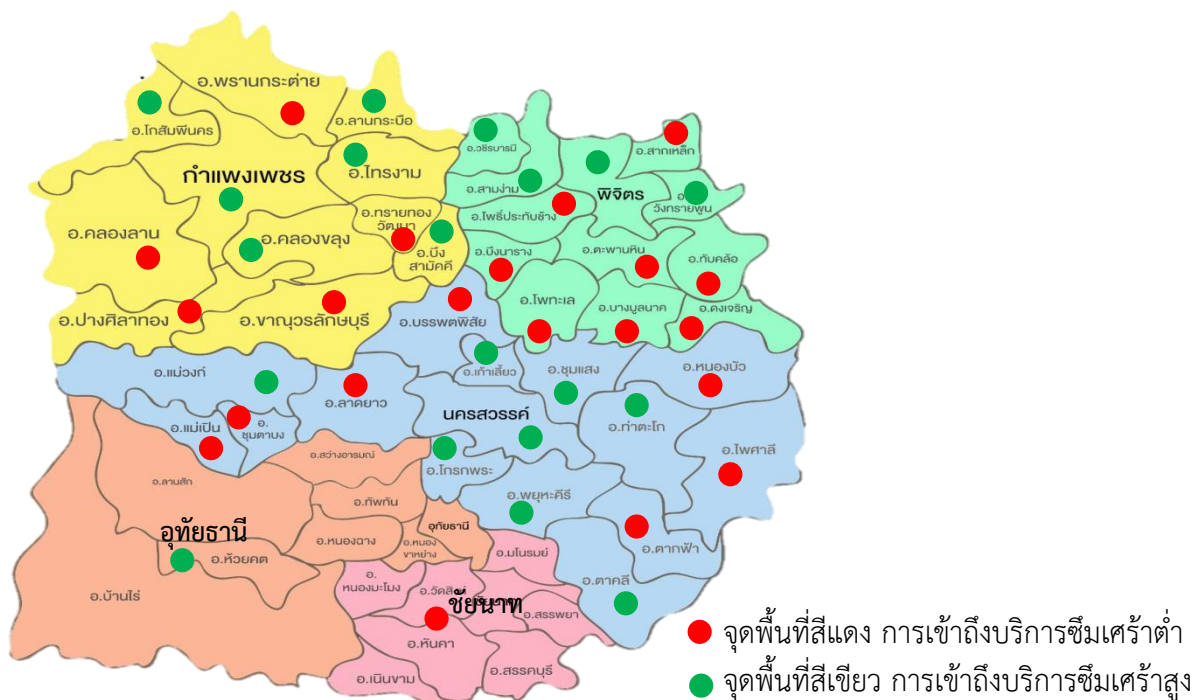 อ.พรานกระต่าย
อ.โกสัมพีนคร
อ.ลานกระบือ
กำแพงเพชร
อ.ไทรงาม
อ.คลองลาน
อ.คลองขลุง
อ.ทรายทอง
วัฒนา
อ.บึง
สามัคคี
อ.ปางศิลาทอง
อ.ขาณุวรลักษบุรี
อ.วชิรบารมี
อ.สากเหล็ก
อ.สามง่าม
พิจิตร
อ.
วังทรายพูน
อ.โพธิ์ประทับช้าง
อ.บึงนาราง
อ.ตะพานหิน
อ.ทับคล้อ
อ.โพทะเล
อ.บางมูลนาค
อ.ดงเจริญ
อ.บรรพตพิสัย
อ.แม่วงก์
อ.เก้าเลี้ยว
อ.ชุมแสง
อ.หนองบัว
อ.ลาดยาว
นครสวรรค์
อ.ท่าตะโก
อ.แม่เปิน
อ.
ชุมตาบง
อ.โกรกพระ
อ.ไพศาลี
อ.พยุหะคีรี
อ.ตากฟ้า
อ.ตาคลี
อ.สว่างอารมณ์
อ.ลานสัก
อ.ทัพทัน
อุทัยธานี
อุทัยธานี
อ.หนองฉาง
อ.หนอง
ขาหย่าง
อ.ห้วยคต
อ.บ้านไร่
อ.มโนรมย์
อ.
หนองมะโมง
ชัยนาท
อ.สรรพยา
อ.หันคา
อ.สรรคบุรี
อ.เนินขาม
จุดพื้นที่สีแดง การเข้าถึงบริการซึมเศร้าต่ำ
จุดพื้นที่สีเขียว การเข้าถึงบริการซึมเศร้าสูง